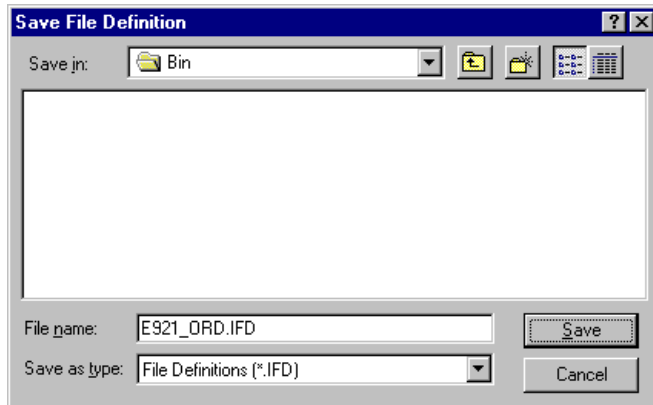 Save File Definition
Save in: Bin
File name: E921_ORD.IFD Save
Save as type: File Definitions (*.IFD) Cancel